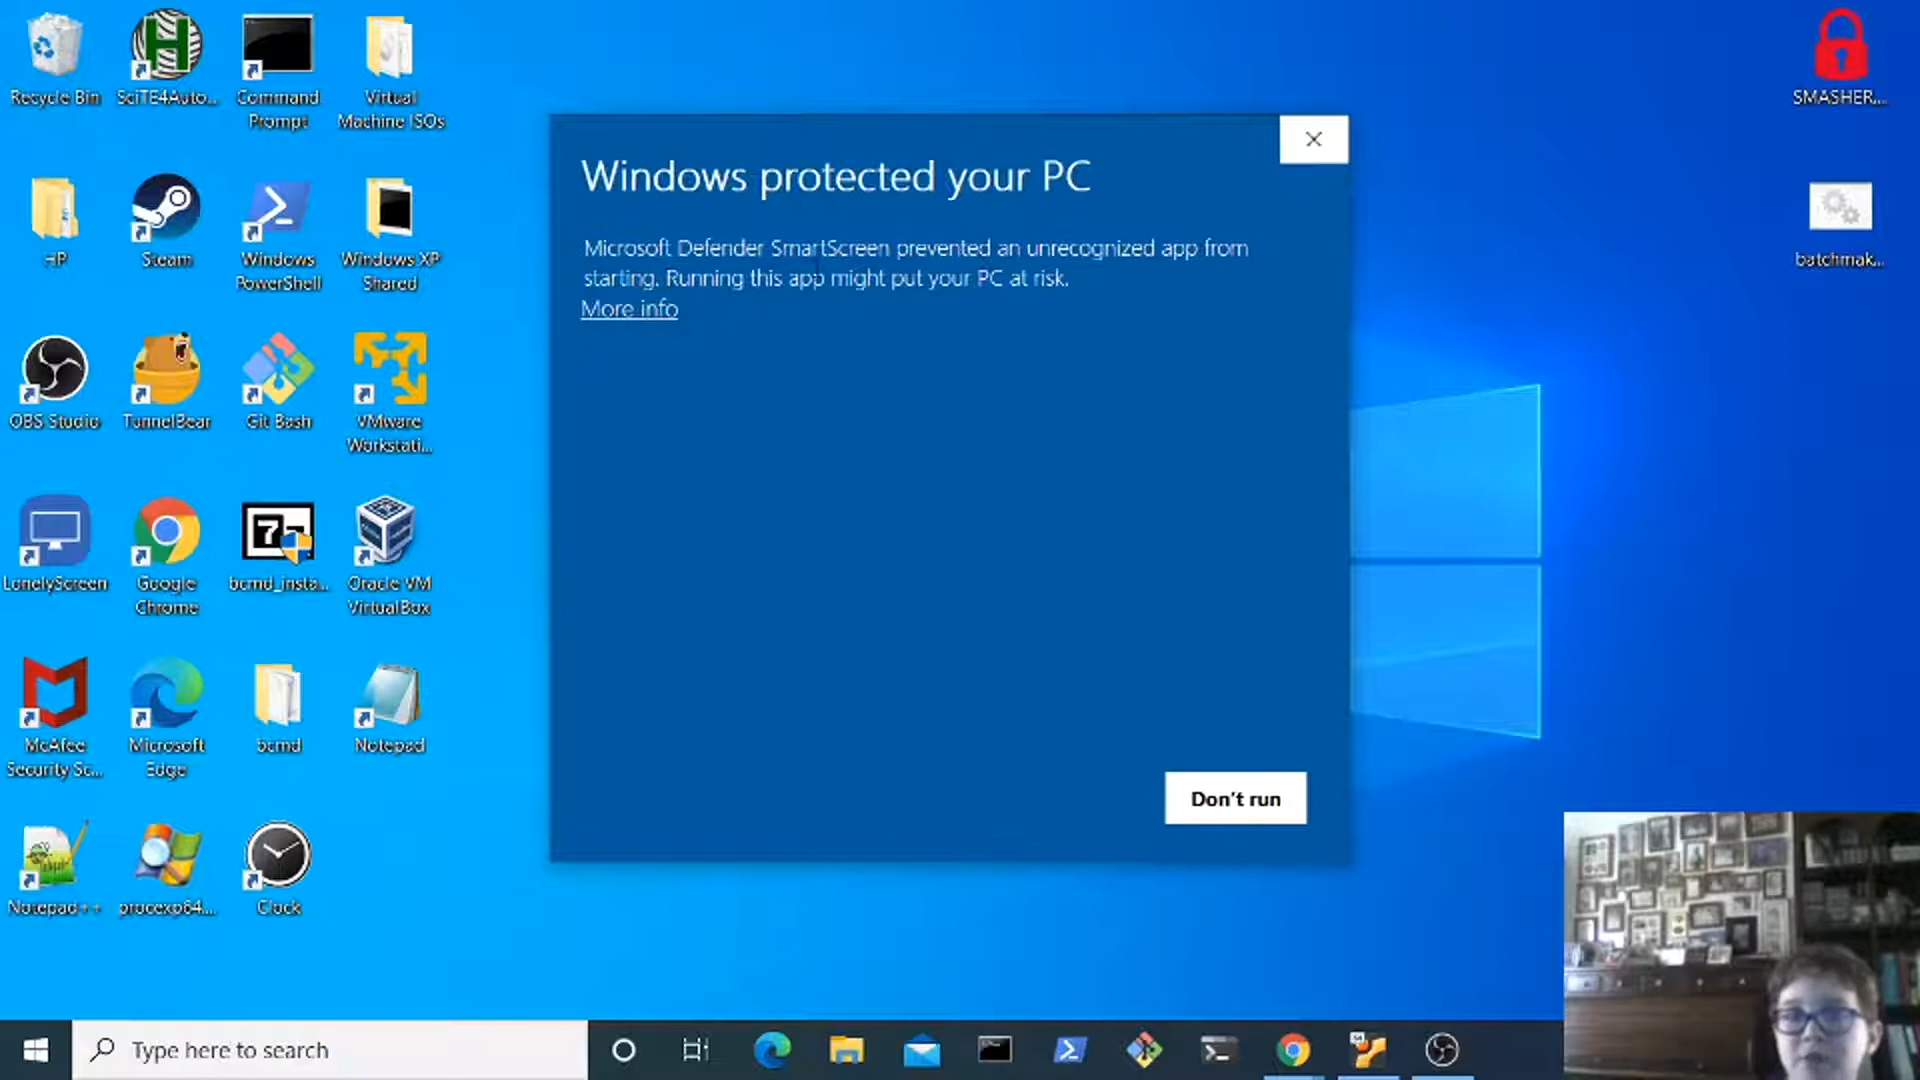 Recycle Bin
SciTE4Auto...
Command
Prompt
Virtual
Machine ISOs
HP
Steam
Windows
PowerShell
Windows XP
Shared
OBS Studio
TunnelBear
Git Bash
VMware
Workstati...
LonelyScreen
Google
Chrome
bcmd_insta...
Oracle VM
VirtualBox
McAfee
Security Sc...
Microsoft
Edge
bcmd
Notepad
Notepad++
procexp64...
Clock
Windows protected your PC
Microsoft Defender SmartScreen prevented an unrecognized app from
starting. Running this app might put your PC at risk.
More info
Don't run
SMASHER...
batchmak...
Type here to search